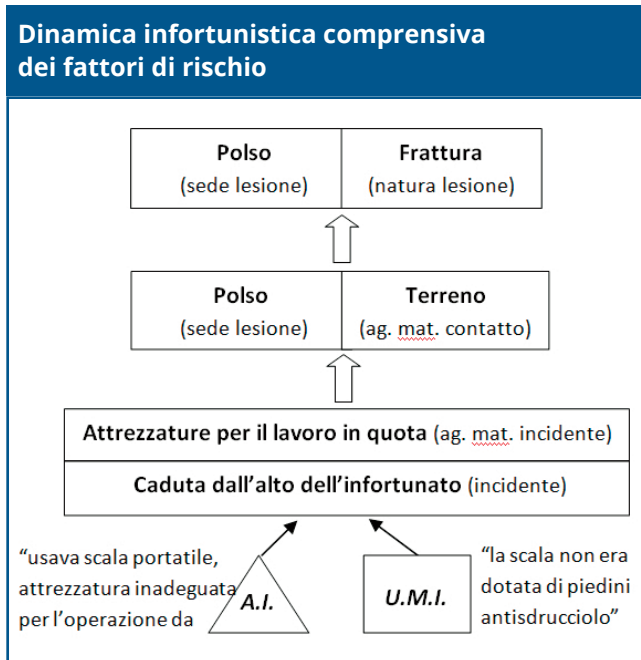 Dinamica infortunistica comprensiva
dei fattori di rischio
Polso
(sede lesione)
Frattura
(natura lesione)
Polso
(sede lesione)
Terreno
(ag. mat. contatto)
Attrezzature per il lavoro in quota (ag. mat. incidente)
Caduta dall'alto dell'infortunato (incidente)
"usava scala portatile,
attrezzatura inadeguata
per l'operazione da
A.I.
U.M.I.
"la scala non era
dotata di piedini
antisdrucciolo"